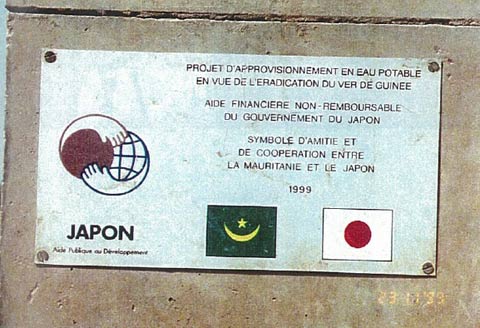 PROJET D'APPROVISIONNEMENT EN EAU POTABLE
EN VUE DE L'ERADICATION DU VER DE GUINEE
AIDE FINANCIERE NON-REMBOURSABLE
DU GOUVERNEMENT DU JAPON
SYMBOLE D'AMITIE ET
DE COOPERATION ENTRE
LA MAURITANIE ET LE JAPON
1999
JAPON
Aide Publique au Développement